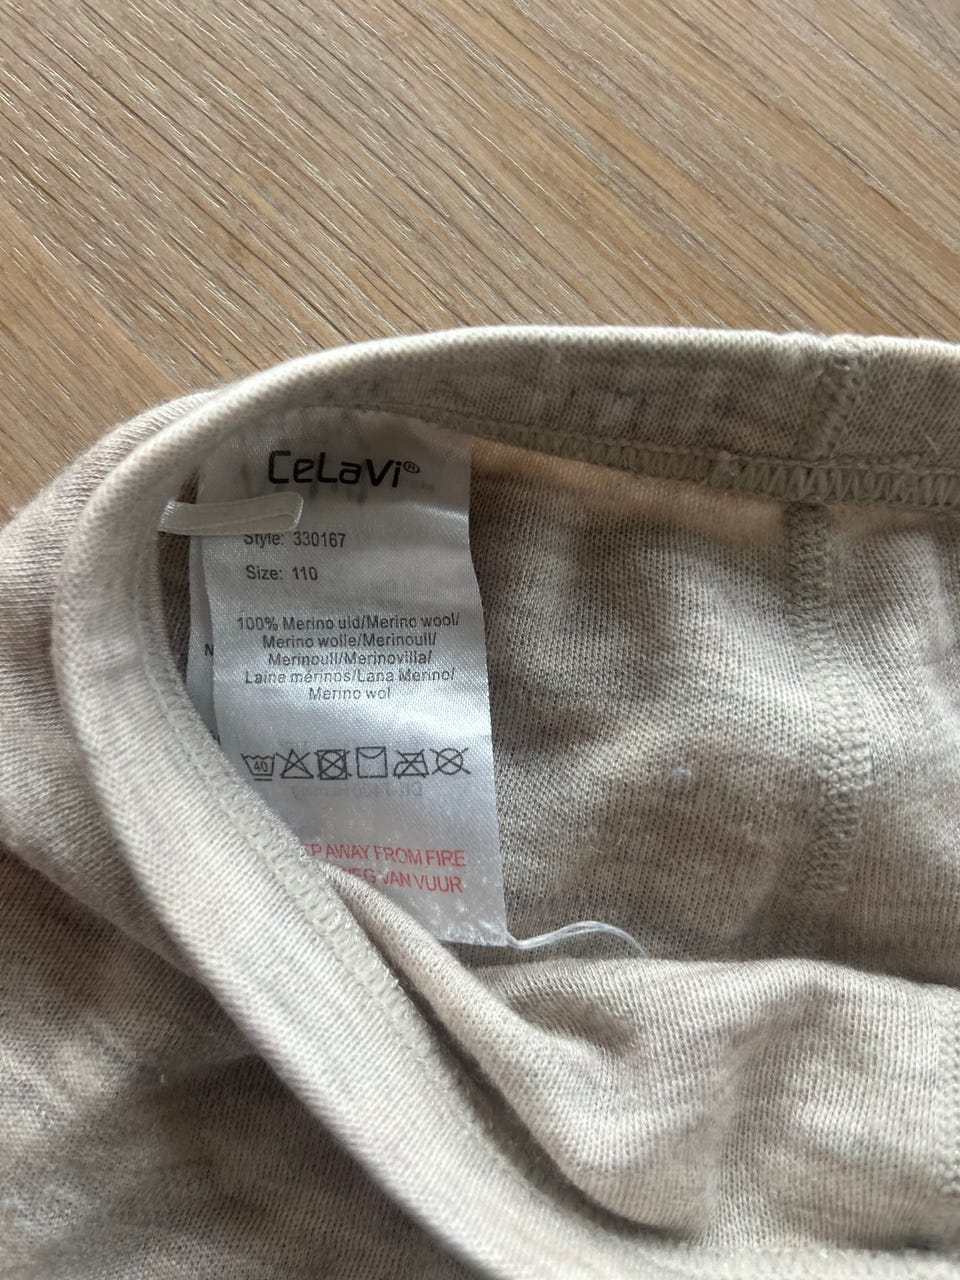 CeLaVi®
Style: 330167
Size: 110
100% Merino uld/Merino wool/
Merino wolle/Merinoull/
Merinoull/Merinovilla/
Laine mérinos/Lana Merino/
Merino wol
40
AWAY FROM FIRE
VAN VUUR